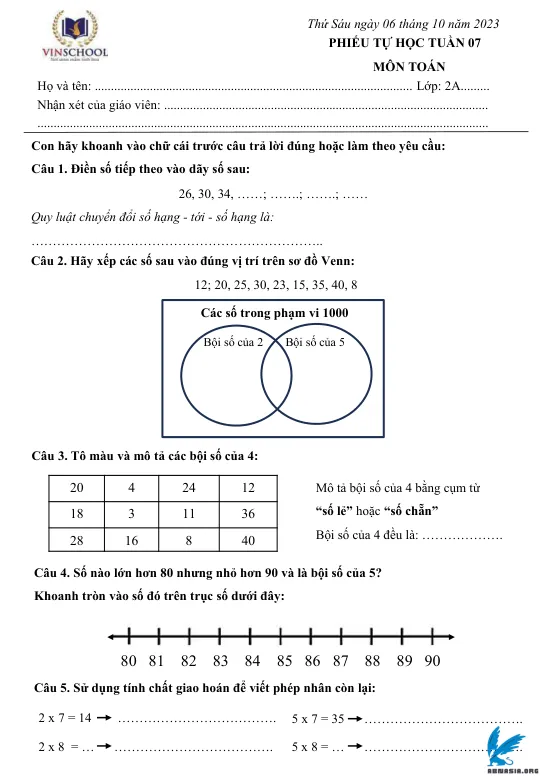 VINSCHOOL
Thứ Sáu ngày 06 tháng 10 năm 2023
PHIẾU TỰ HỌC TUẦN 07
MÔN TOÁN
Họ và tên: ................................................................................ Lớp: 2A.........
Nhận xét của giáo viên: ..................................................................................
..................................................................................................................
Con hãy khoanh vào chữ cái trước câu trả lời đúng hoặc làm theo yêu cầu:
Câu 1. Điền số tiếp theo vào dãy số sau:
26, 30, 34, ……; …….; …….; ……
Quy luật chuyển đổi số hạng - tới - số hạng là:
…………………………………………………………..
Câu 2. Hãy xếp các số sau vào đúng vị trí trên sơ đồ Venn:
12; 20, 25, 30, 23, 15, 35, 40, 8
Các số trong phạm vi 1000
Bội số của 2 Bội số của 5
Câu 3. Tô màu và mô tả các bội số của 4:
20 4 24 12
18 3 11 36
28 16 8 40
Mô tả bội số của 4 bằng cụm từ
“số lẻ” hoặc “số chẵn”
Bội số của 4 đều là: ……………….
Câu 4. Số nào lớn hơn 80 nhưng nhỏ hơn 90 và là bội số của 5?
Khoanh tròn vào số đó trên trục số dưới đây:
80 81 82 83 84 85 86 87 88 89 90
Câu 5. Sử dụng tính chất giao hoán để viết phép nhân còn lại:
2 x 7 = 14 → ………………………………. 5 x 7 = 35 → ……………………………….
2 x 8 = … → ………………………………. 5 x 8 = … → ……………………………….
ABNASIA.ORG